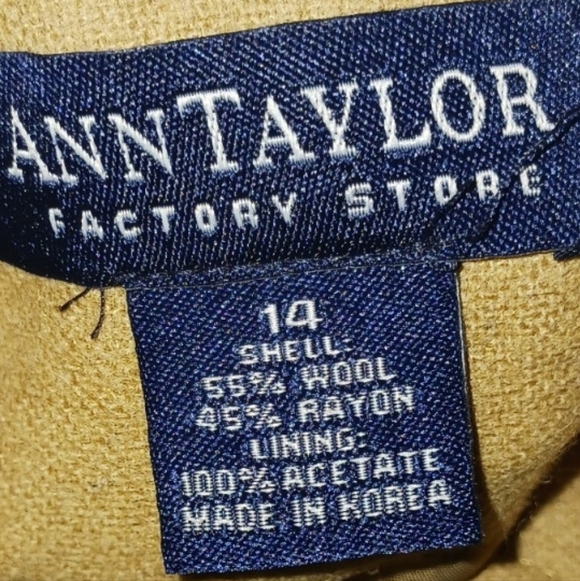 ANNTAYLOR
FACTORY STORE
14
SHELL:
55% WOOL
45% RAYON
LINING:
100% ACETATE
MADE IN KOREA